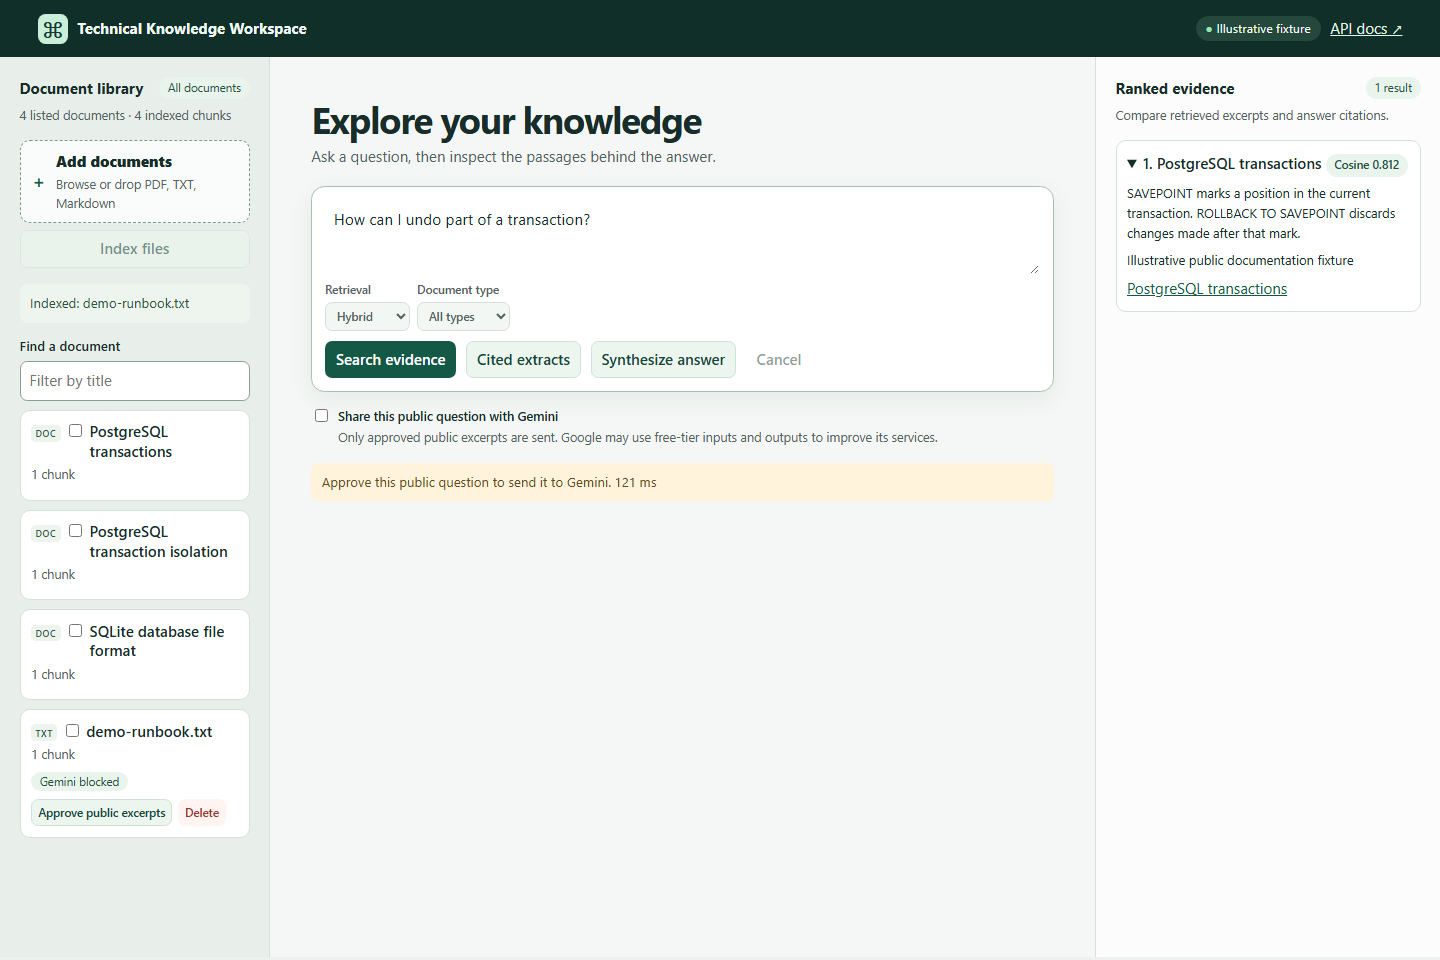 ⌘ Technical Knowledge Workspace
● Illustrative fixture
API docs ↗
Document library
All documents
4 listed documents · 4 indexed chunks
+ Add documents
Browse or drop PDF, TXT,
Markdown
Index files
Indexed: demo-runbook.txt
Find a document
Filter by title
DOC PostgreSQL
transactions
1 chunk
DOC PostgreSQL
transaction isolation
1 chunk
DOC SQLite database file
format
1 chunk
TXT demo-runbook.txt
1 chunk
Gemini blocked
Approve public excerpts Delete
Explore your knowledge
Ask a question, then inspect the passages behind the answer.
How can I undo part of a transaction?
Retrieval Document type
Hybrid All types
Search evidence Cited extracts Synthesize answer Cancel
Share this public question with Gemini
Only approved public excerpts are sent. Google may use free-tier inputs and outputs to improve its services.
Approve this public question to send it to Gemini. 121 ms
Ranked evidence
1 result
Compare retrieved excerpts and answer citations.
▼ 1. PostgreSQL transactions Cosine 0.812
SAVEPOINT marks a position in the current
transaction. ROLLBACK TO SAVEPOINT discards
changes made after that mark.
Illustrative public documentation fixture
PostgreSQL transactions